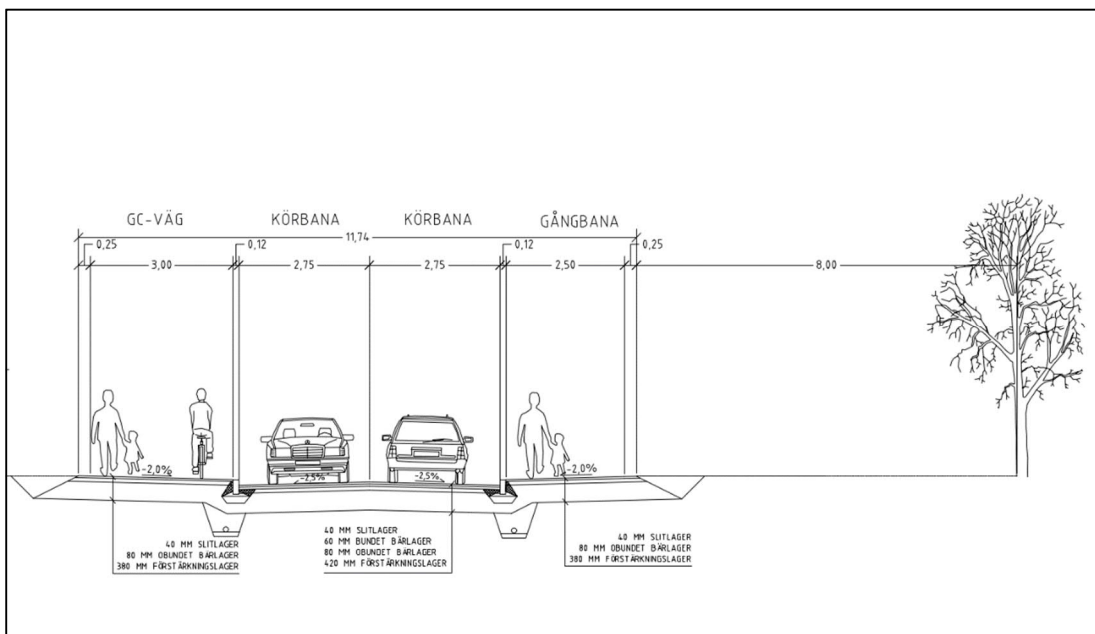 GC-VÄG KÖRBANA KÖRBANA GÅNGBANA
11,74
0,25 0,12 0,12 0,25
3,00 2,75 2,75 2,50 8,00
-2,0% -2,5% -2,5% -2,0%
40 MM SLITLAGER
80 MM OBUNDET BÄRLAGER
380 MM FÖRSTÄRKNINGSLAGER
40 MM SLITLAGER
60 MM BUNDET BÄRLAGER
80 MM OBUNDET BÄRLAGER
420 MM FÖRSTÄRKNINGSLAGER
40 MM SLITLAGER
80 MM OBUNDET BÄRLAGER
380 MM FÖRSTÄRKNINGSLAGER